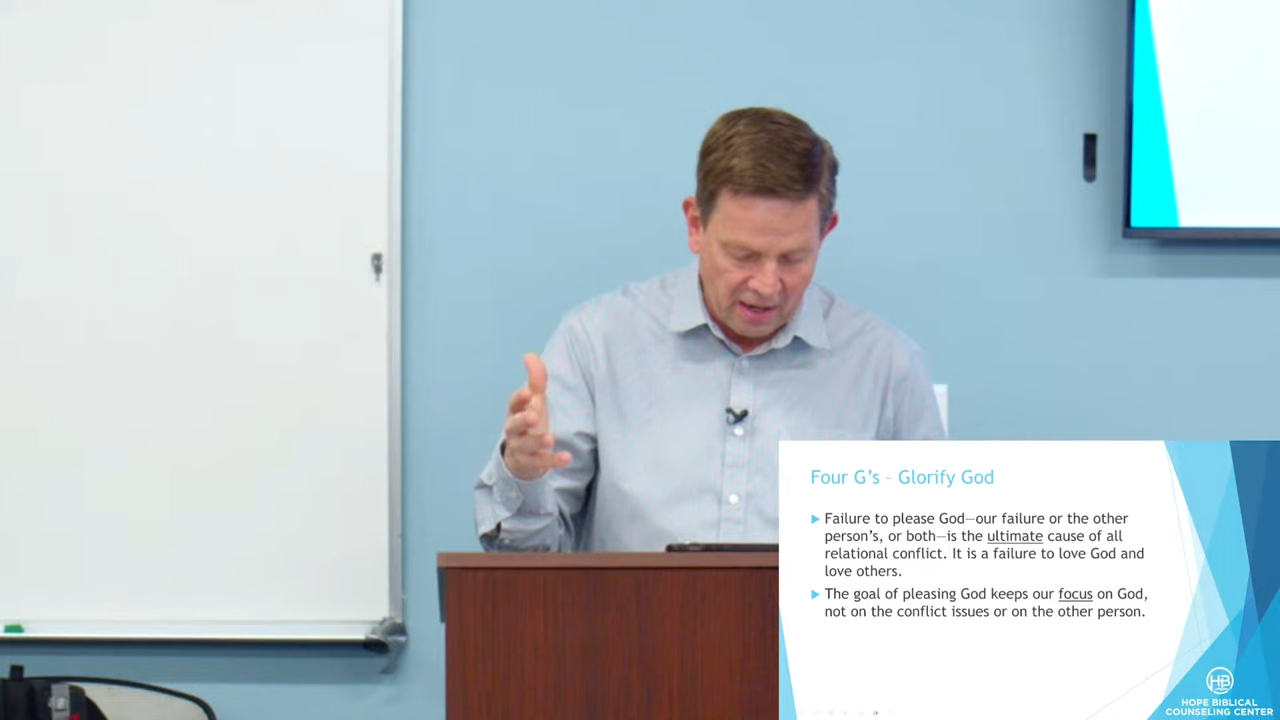 Four G's – Glorify God
Failure to please God—our failure or the other
person's, or both—is the ultimate cause of all
relational conflict. It is a failure to love God and
love others.
The goal of pleasing God keeps our focus on God,
not on the conflict issues or on the other person.
HB
HOPE BIBLICAL
COUNSELING CENTER